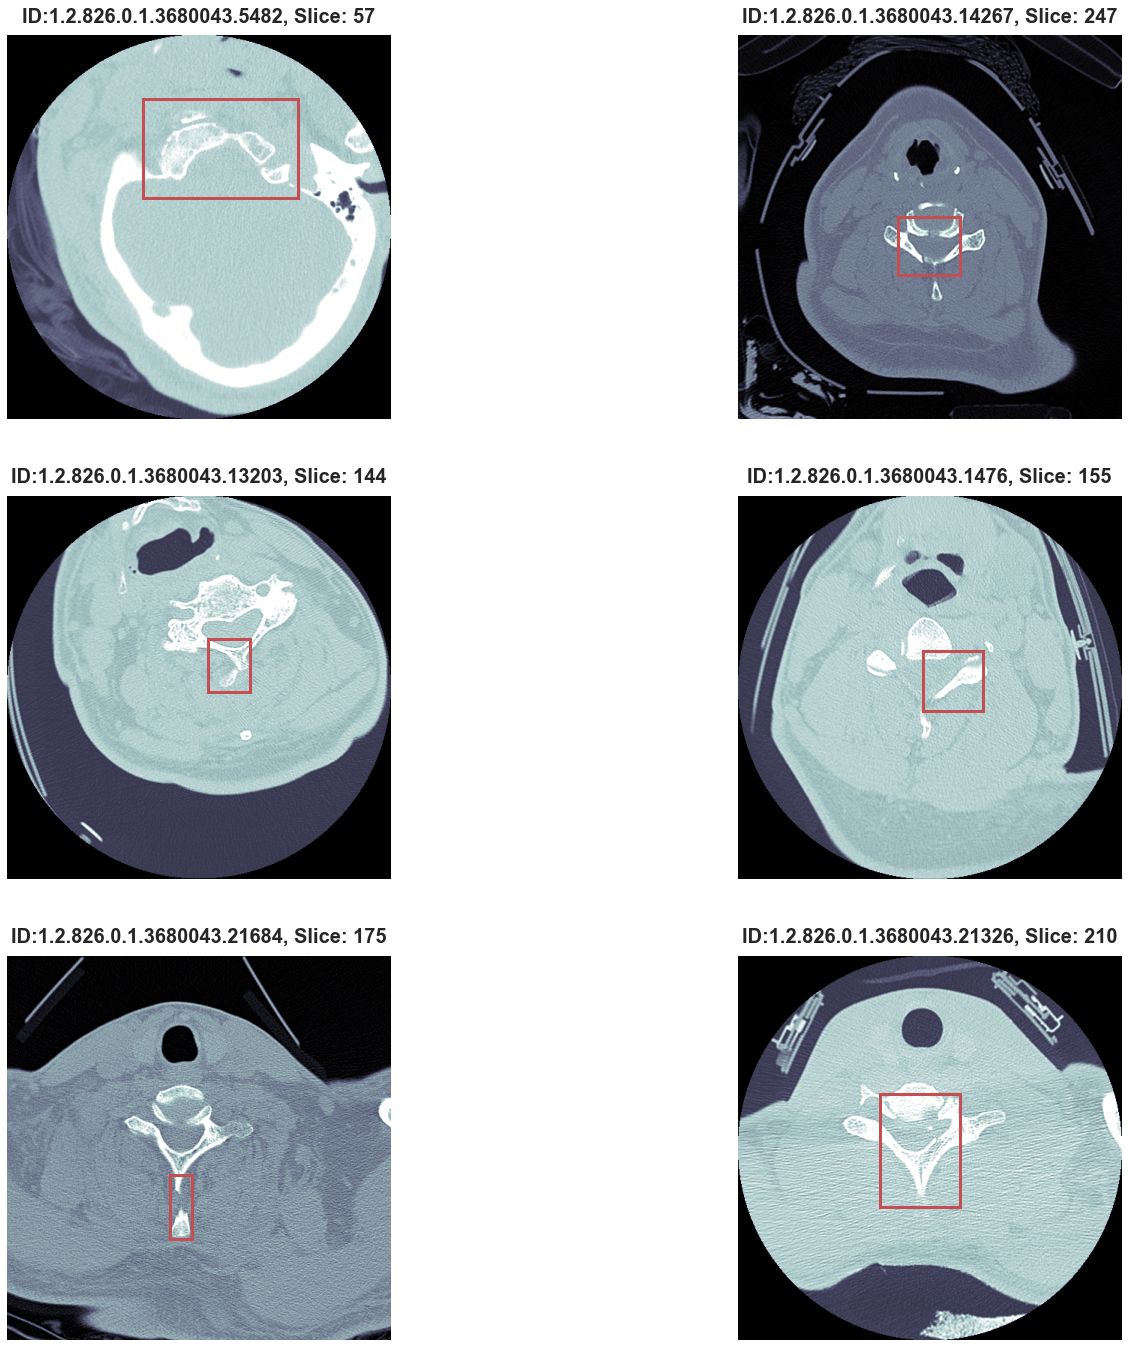 ID:1.2.826.0.1.3680043.5482, Slice: 57
ID:1.2.826.0.1.3680043.14267, Slice: 247
ID:1.2.826.0.1.3680043.13203, Slice: 144
ID:1.2.826.0.1.3680043.1476, Slice: 155
ID:1.2.826.0.1.3680043.21684, Slice: 175
ID:1.2.826.0.1.3680043.21326, Slice: 210